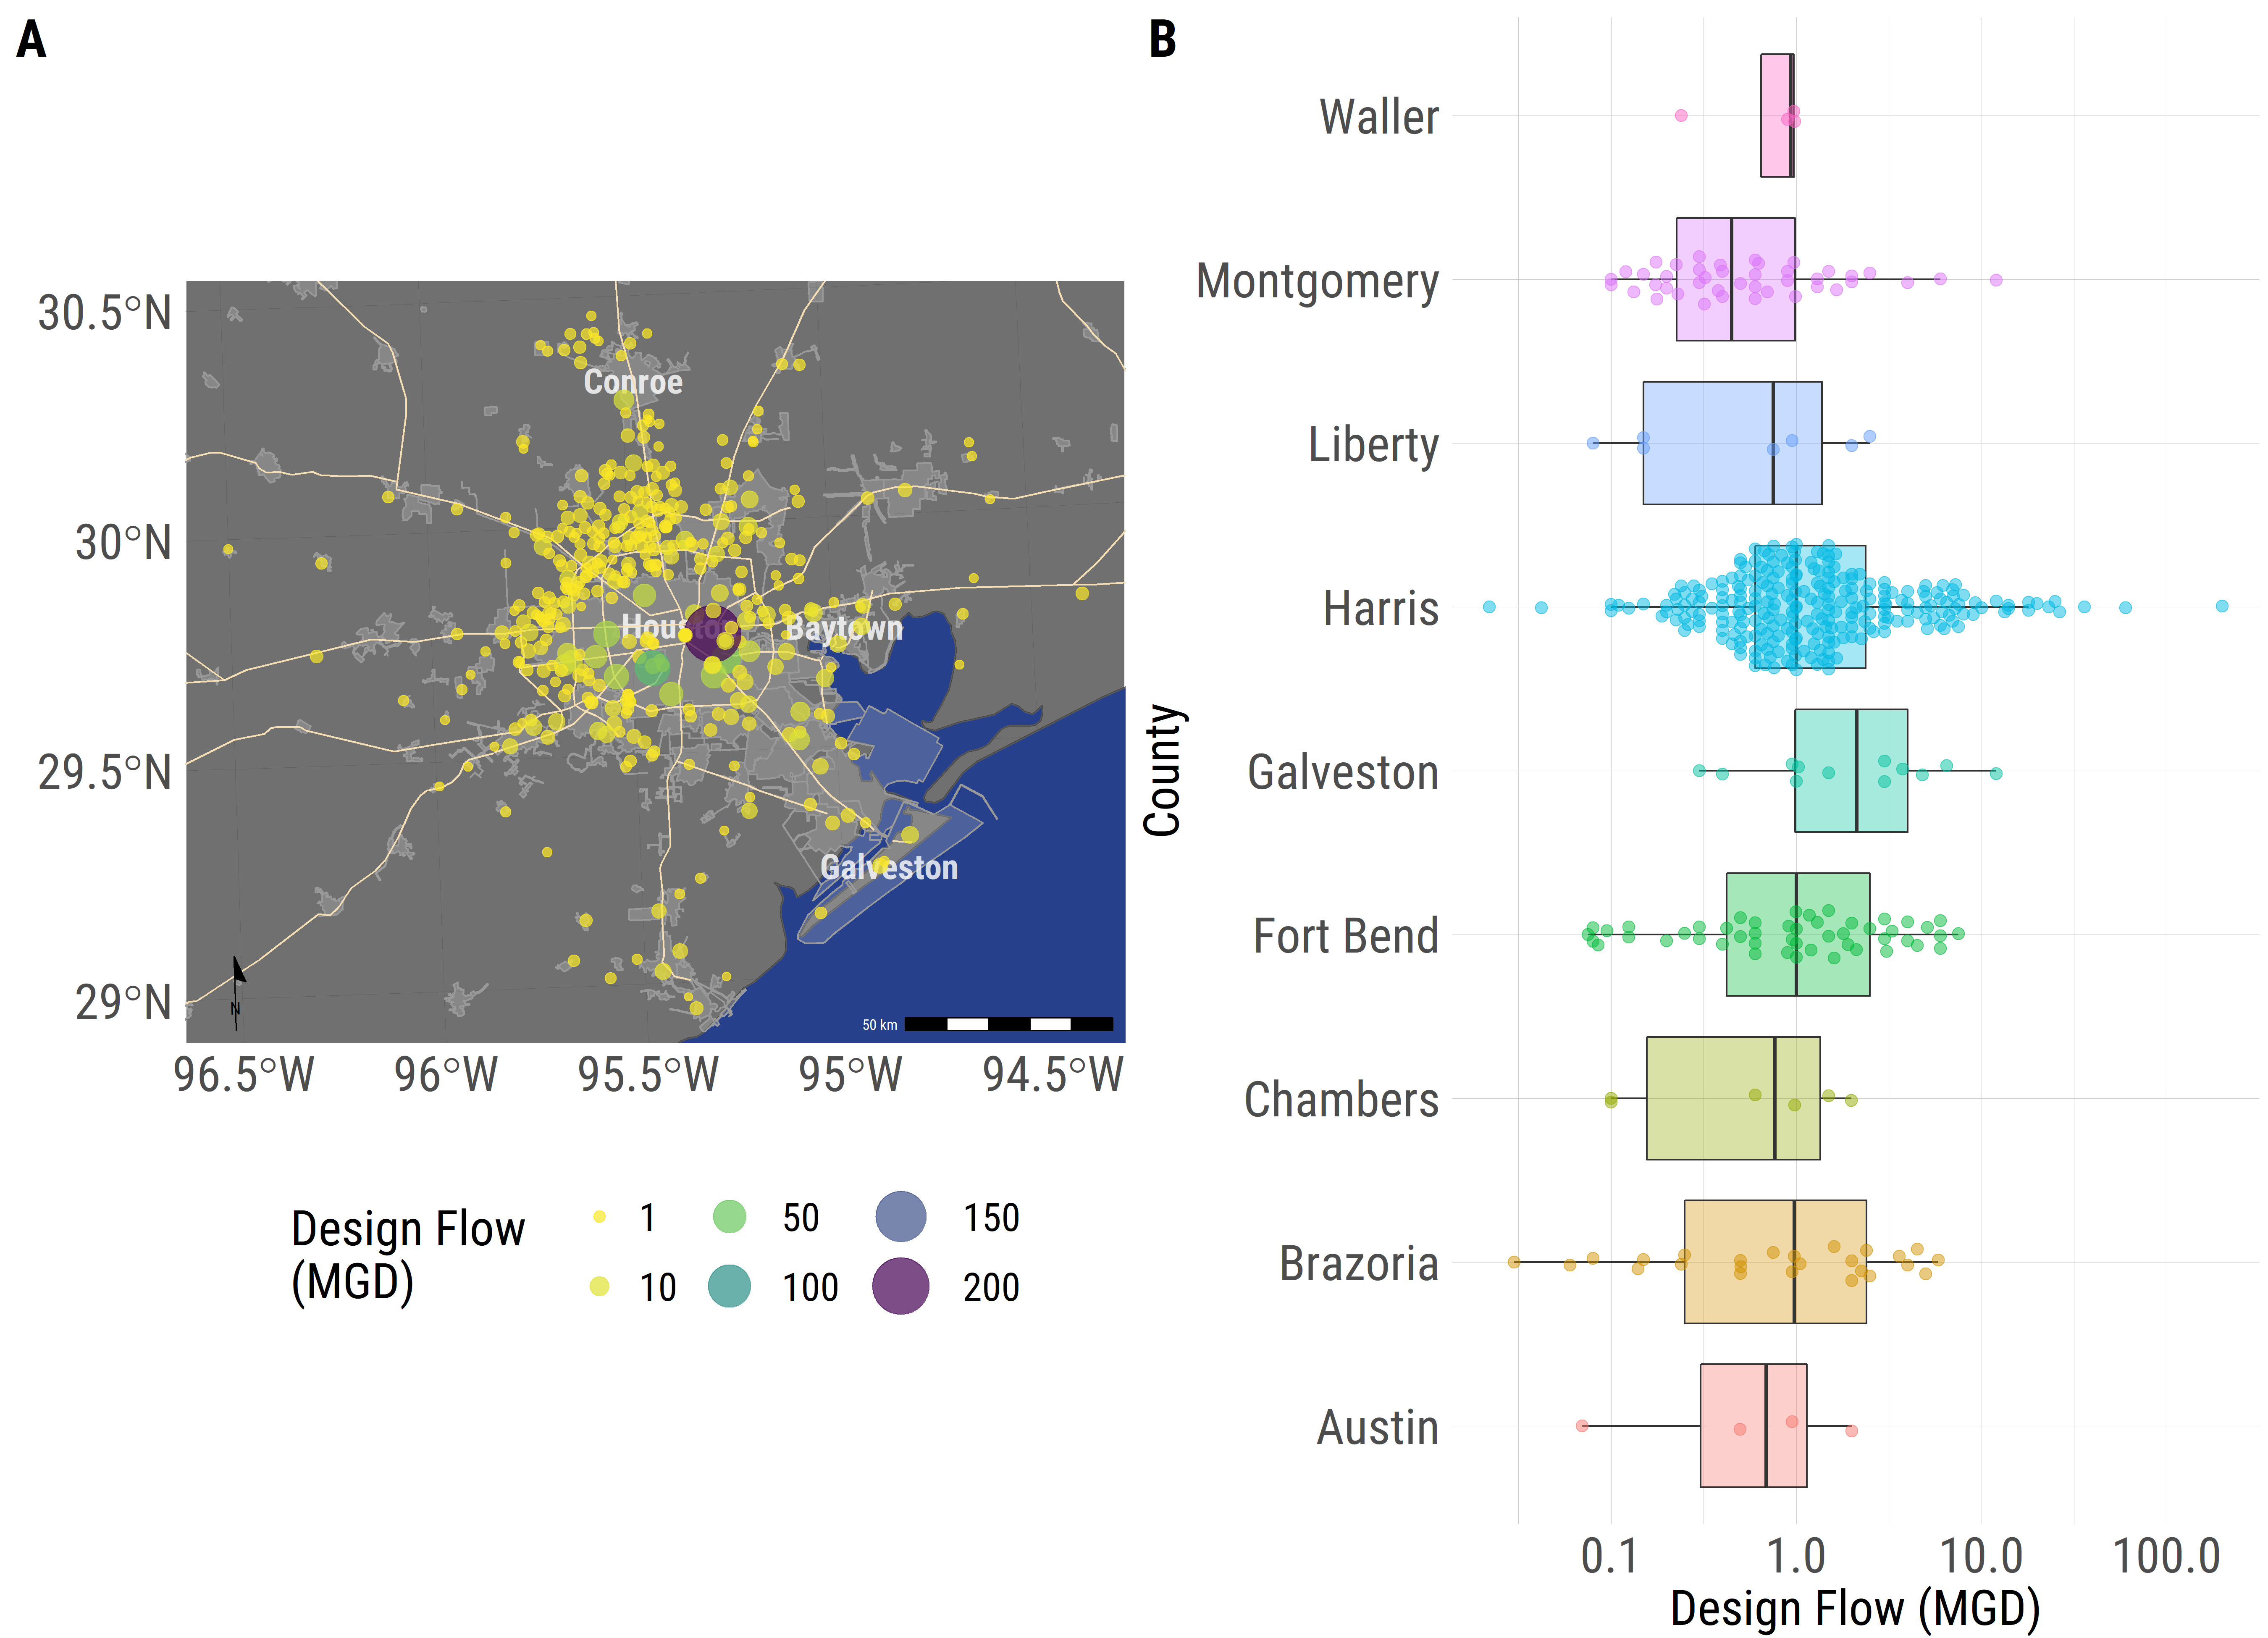 A
30.5°N
30°N
29.5°N
29°N
96.5°W
96°W
95.5°W
95°W
94.5°W
Conroe
Houston
Baytown
Galveston
N
50 km
Design Flow
(MGD)
1
50
150
10
100
200
B
County
Waller
Montgomery
Liberty
Harris
Galveston
Fort Bend
Chambers
Brazoria
Austin
0.1
1.0
10.0
100.0
Design Flow (MGD)